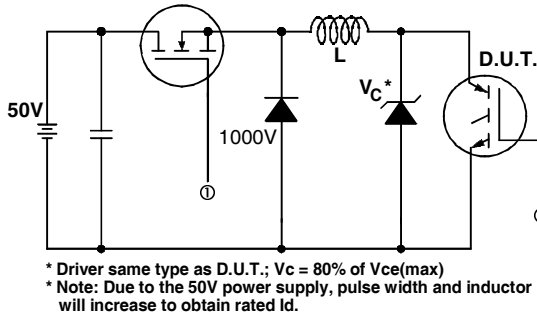 D.U.T.
L
V_C*
50V
1000V
①
* Driver same type as D.U.T.; Vc = 80% of Vce(max)
* Note: Due to the 50V power supply, pulse width and inductor
will increase to obtain rated Id.